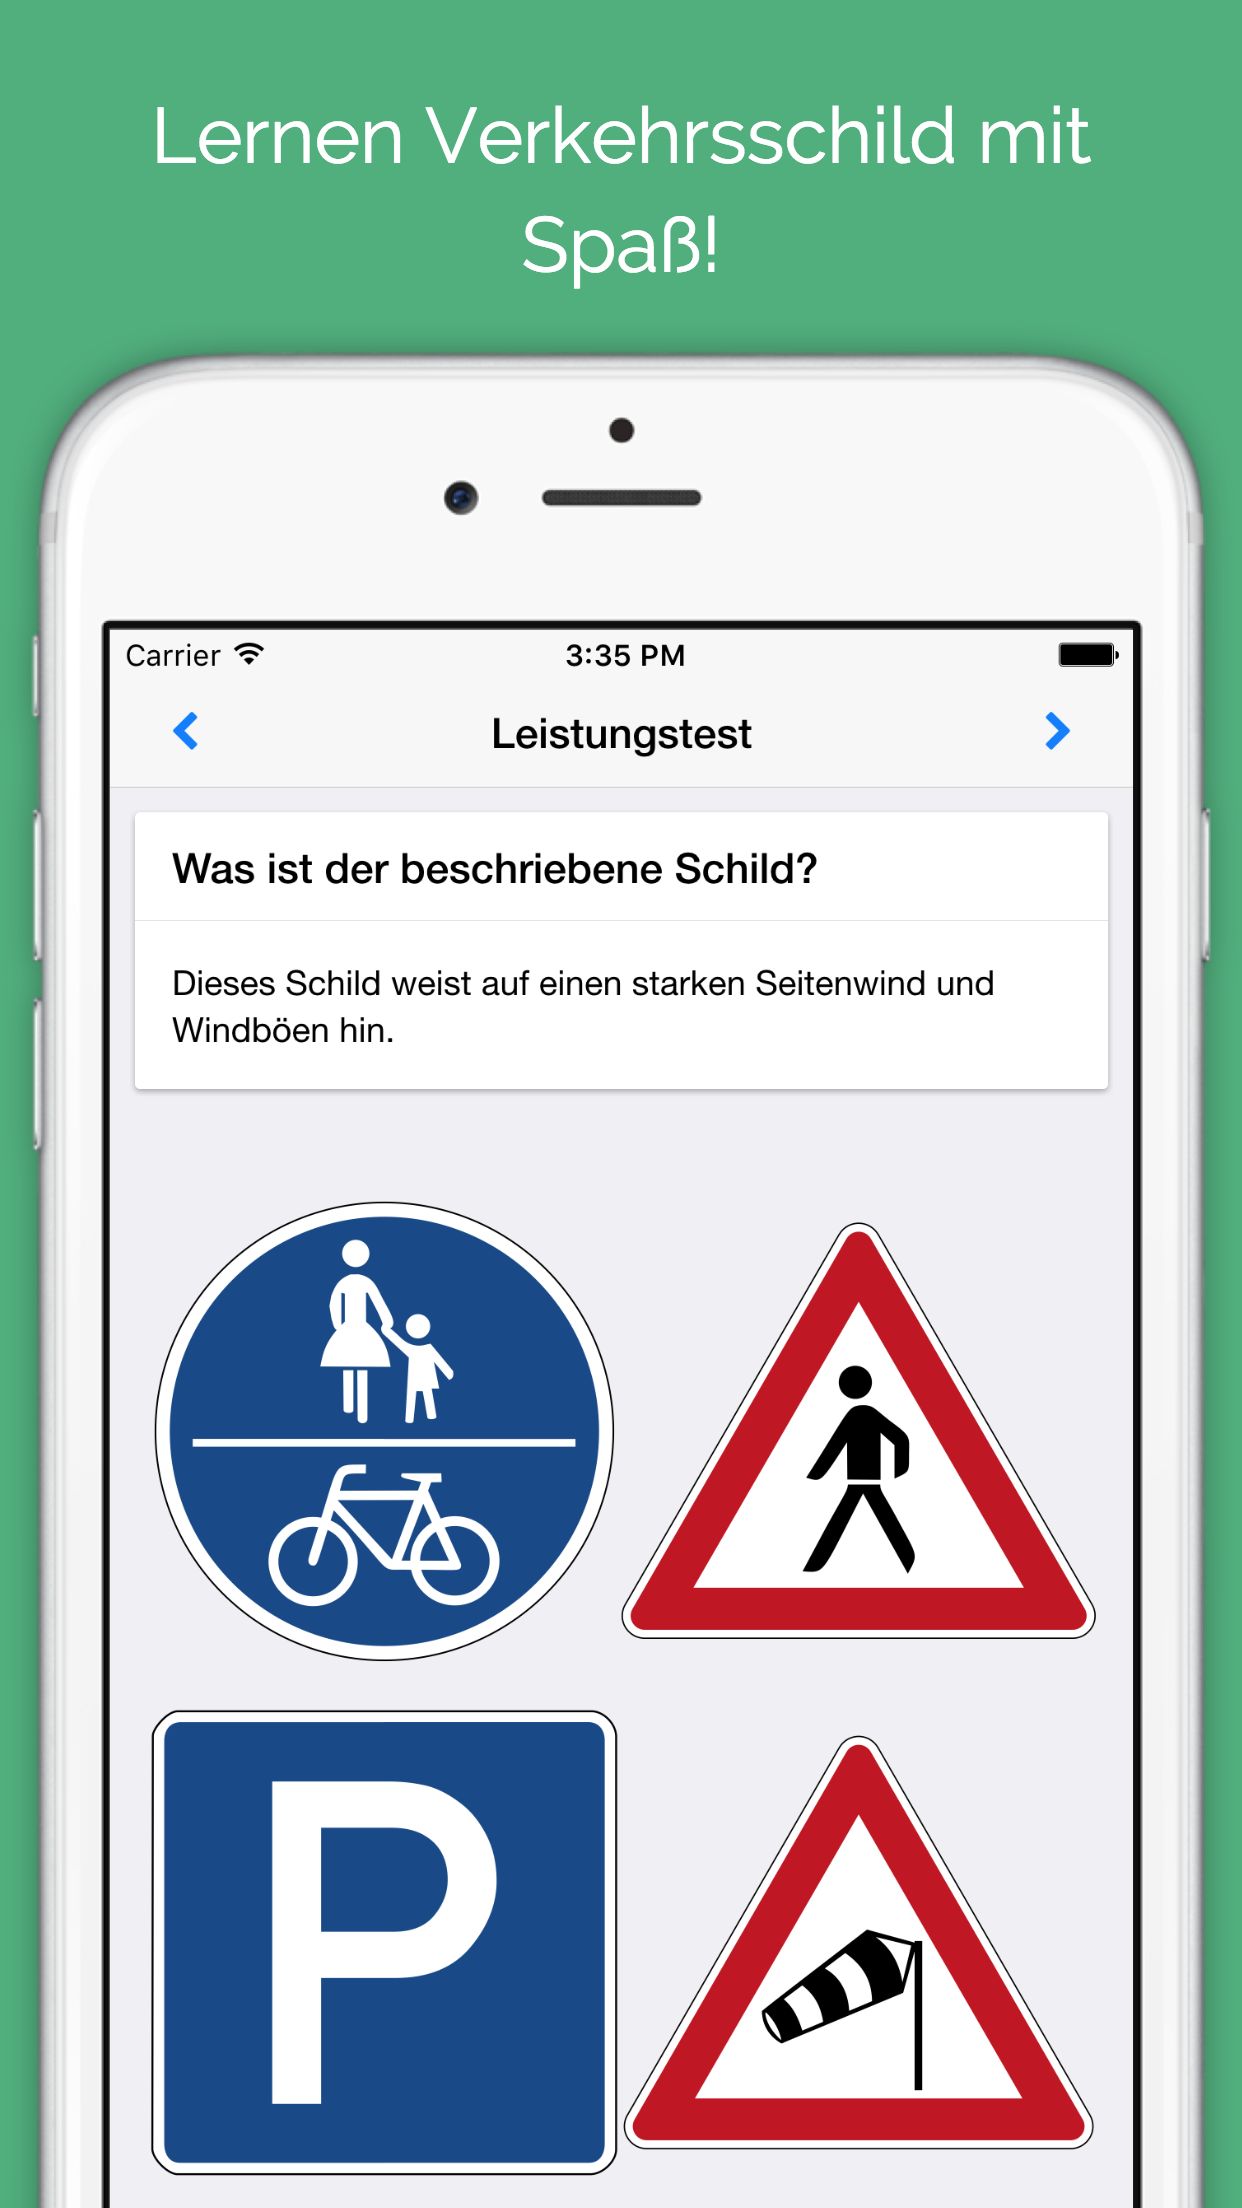 Lernen Verkehrsschild mit
Spaß!
Carrier 3:35 PM
Leistungstest
Was ist der beschriebene Schild?
Dieses Schild weist auf einen starken Seitenwind und
Windböen hin.
P